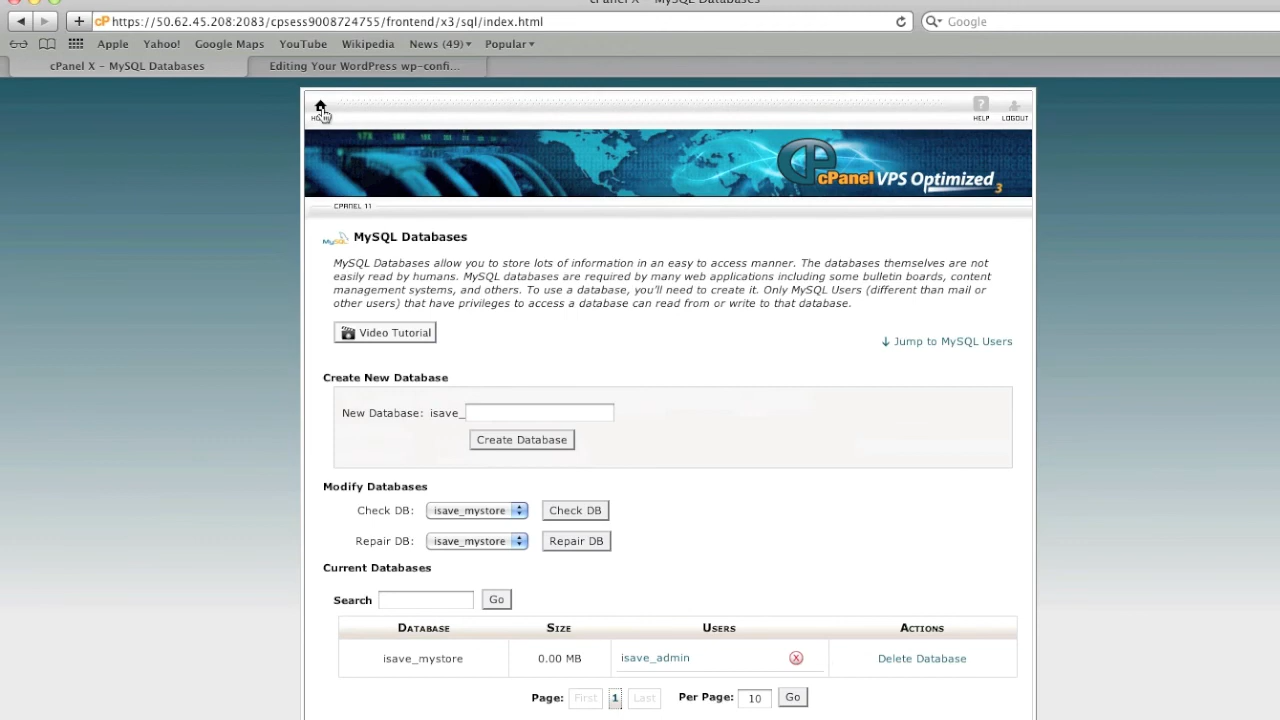 cPanel X – MySQL Databases
https://50.62.45.208:2083/cpsess9008724755/frontend/x3/sql/index.html
Google
Apple Yahoo! Google Maps YouTube Wikipedia News (49)▾ Popular▾
cPanel X – MySQL Databases
Editing Your WordPress wp-confi...
HELP LOGOUT
cPanel VPS Optimized 3
CPANEL 11
MySQL MySQL Databases
MySQL Databases allow you to store lots of information in an easy to access manner. The databases themselves are not
easily read by humans. MySQL databases are required by many web applications including some bulletin boards, content
management systems, and others. To use a database, you'll need to create it. Only MySQL Users (different than mail or
other users) that have privileges to access a database can read from or write to that database.
Video Tutorial
↓ Jump to MySQL Users
Create New Database
New Database: isave_
Create Database
Modify Databases
Check DB: isave_mystore Check DB
Repair DB: isave_mystore Repair DB
Current Databases
Search Go
DATABASE SIZE USERS ACTIONS
isave_mystore 0.00 MB isave_admin Delete Database
Page: First 1 Last Per Page: 10 Go